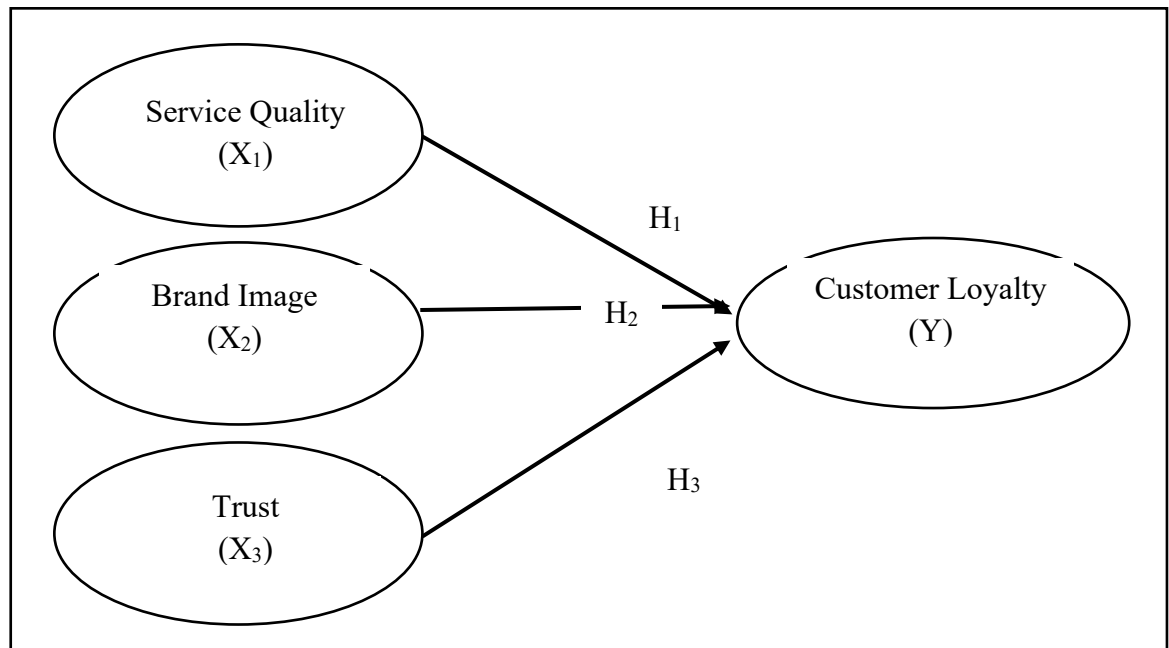 Service Quality
(X₁)
H₁
Brand Image
(X₂)
H₂
Customer Loyalty
(Y)
Trust
(X₃)
H₃